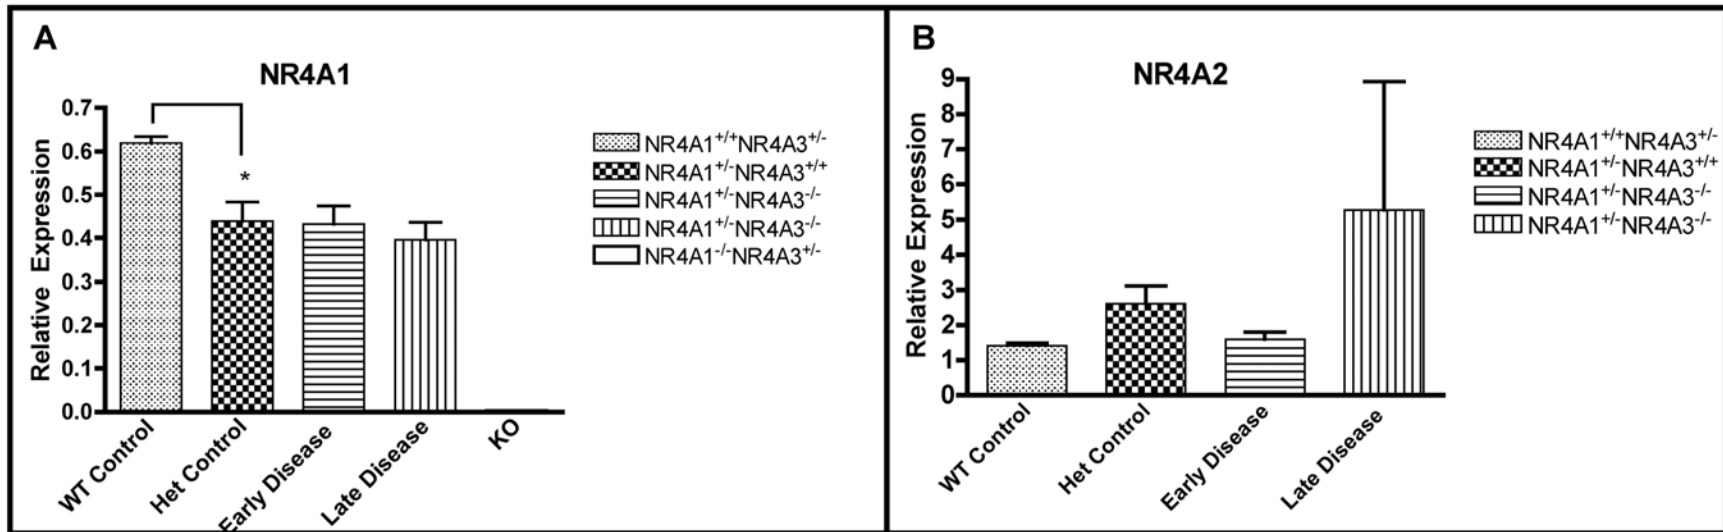 A
NR4A1
Relative Expression
0.7
0.6
0.5
0.4
0.3
0.2
0.1
0.0
*
WT Control
Het Control
Early Disease
Late Disease
KO
NR4A1+/+NR4A3+/-
NR4A1+/-NR4A3+/+
NR4A1+/-NR4A3-/-
NR4A1+/-NR4A3-/-
NR4A1-/-NR4A3+/-
B
NR4A2
Relative Expression
9
8
7
6
5
4
3
2
1
0
WT Control
Het Control
Early Disease
Late Disease
NR4A1+/+NR4A3+/-
NR4A1+/-NR4A3+/+
NR4A1+/-NR4A3-/-
NR4A1+/-NR4A3-/-